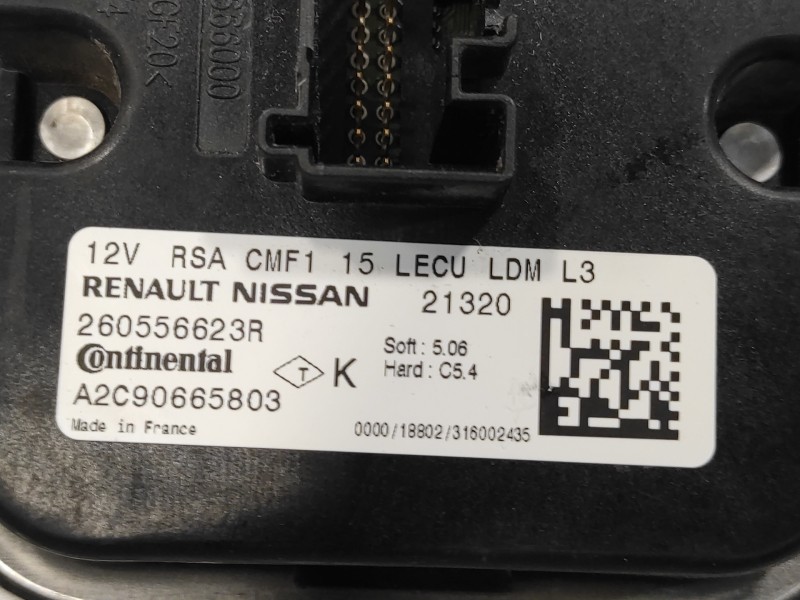 12V RSA CMF1 15 LECU LDM L3
RENAULT NISSAN 21320
260556623R
Continental
T K
Soft : 5.06
Hard : C5.4
A2C90665803
Made in France
0000/18802/316002435